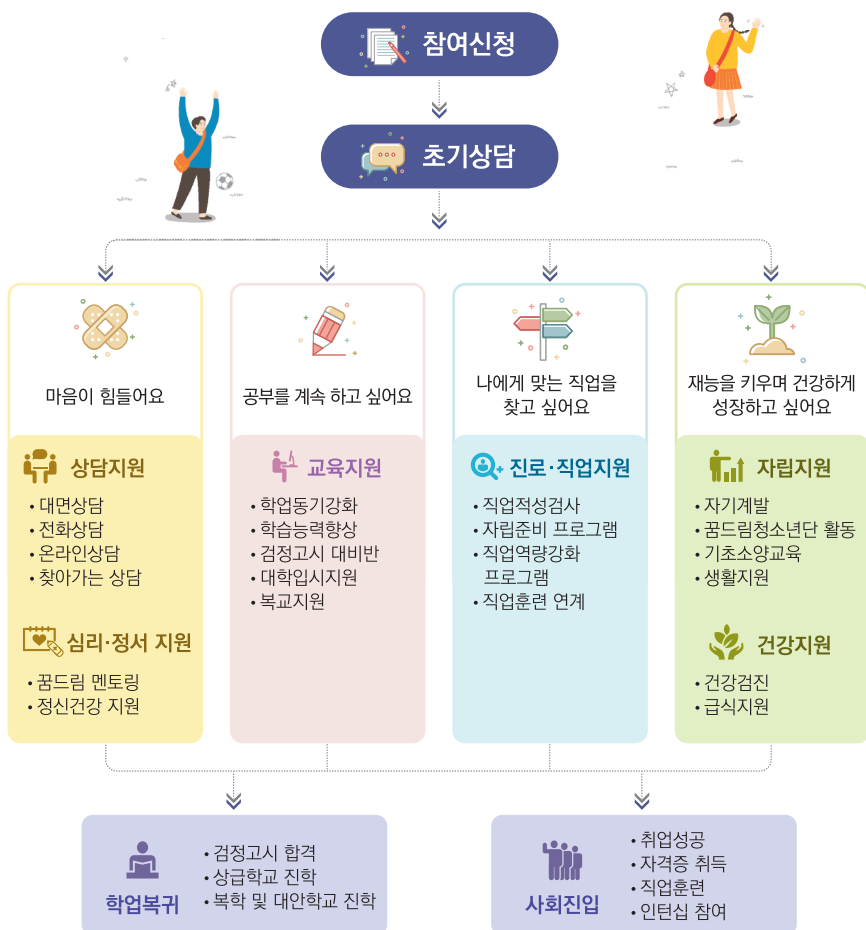 참여신청
초기상담
마음이 힘들어요
상담지원
• 대면상담
• 전화상담
• 온라인상담
• 찾아가는 상담
심리·정서 지원
• 꿈드림 멘토링
• 정신건강 지원
공부를 계속 하고 싶어요
교육지원
• 학업동기강화
• 학습능력향상
• 검정고시 대비반
• 대학입시지원
• 복교지원
나에게 맞는 직업을
찾고 싶어요
진로·직업지원
• 직업적성검사
• 자립준비 프로그램
• 직업역량강화
프로그램
• 직업훈련 연계
재능을 키우며 건강하게
성장하고 싶어요
자립지원
• 자기계발
• 꿈드림청소년단 활동
• 기초소양교육
• 생활지원
건강지원
• 건강검진
• 급식지원
학업복귀
• 검정고시 합격
• 상급학교 진학
• 복학 및 대안학교 진학
사회진입
• 취업성공
• 자격증 취득
• 직업훈련
• 인턴십 참여